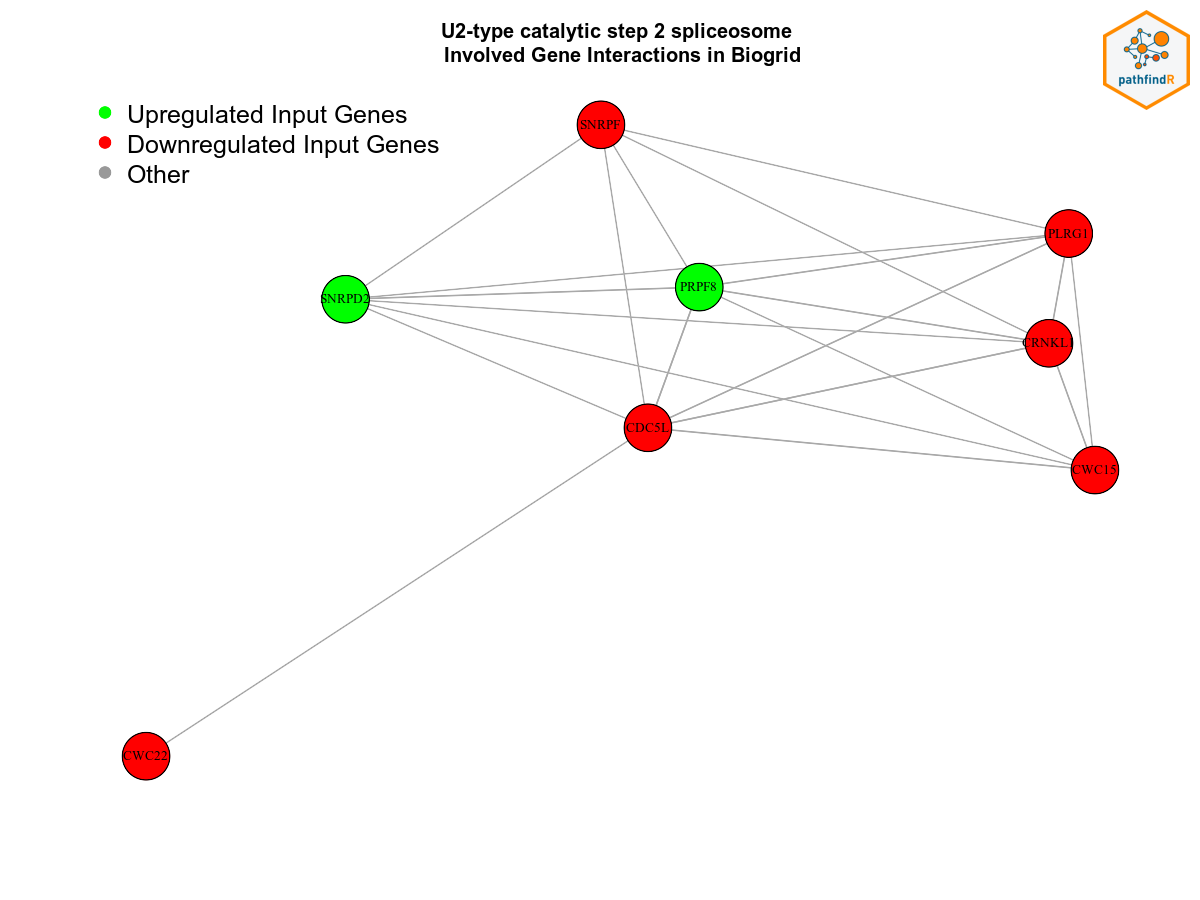 U2-type catalytic step 2 spliceosome
Involved Gene Interactions in Biogrid
pathfindR
Upregulated Input Genes
Downregulated Input Genes
Other
SNRPF
PLRG1
PRPF8
SNRPD2
CRNKL1
CDC5L
CWC15
CWC22